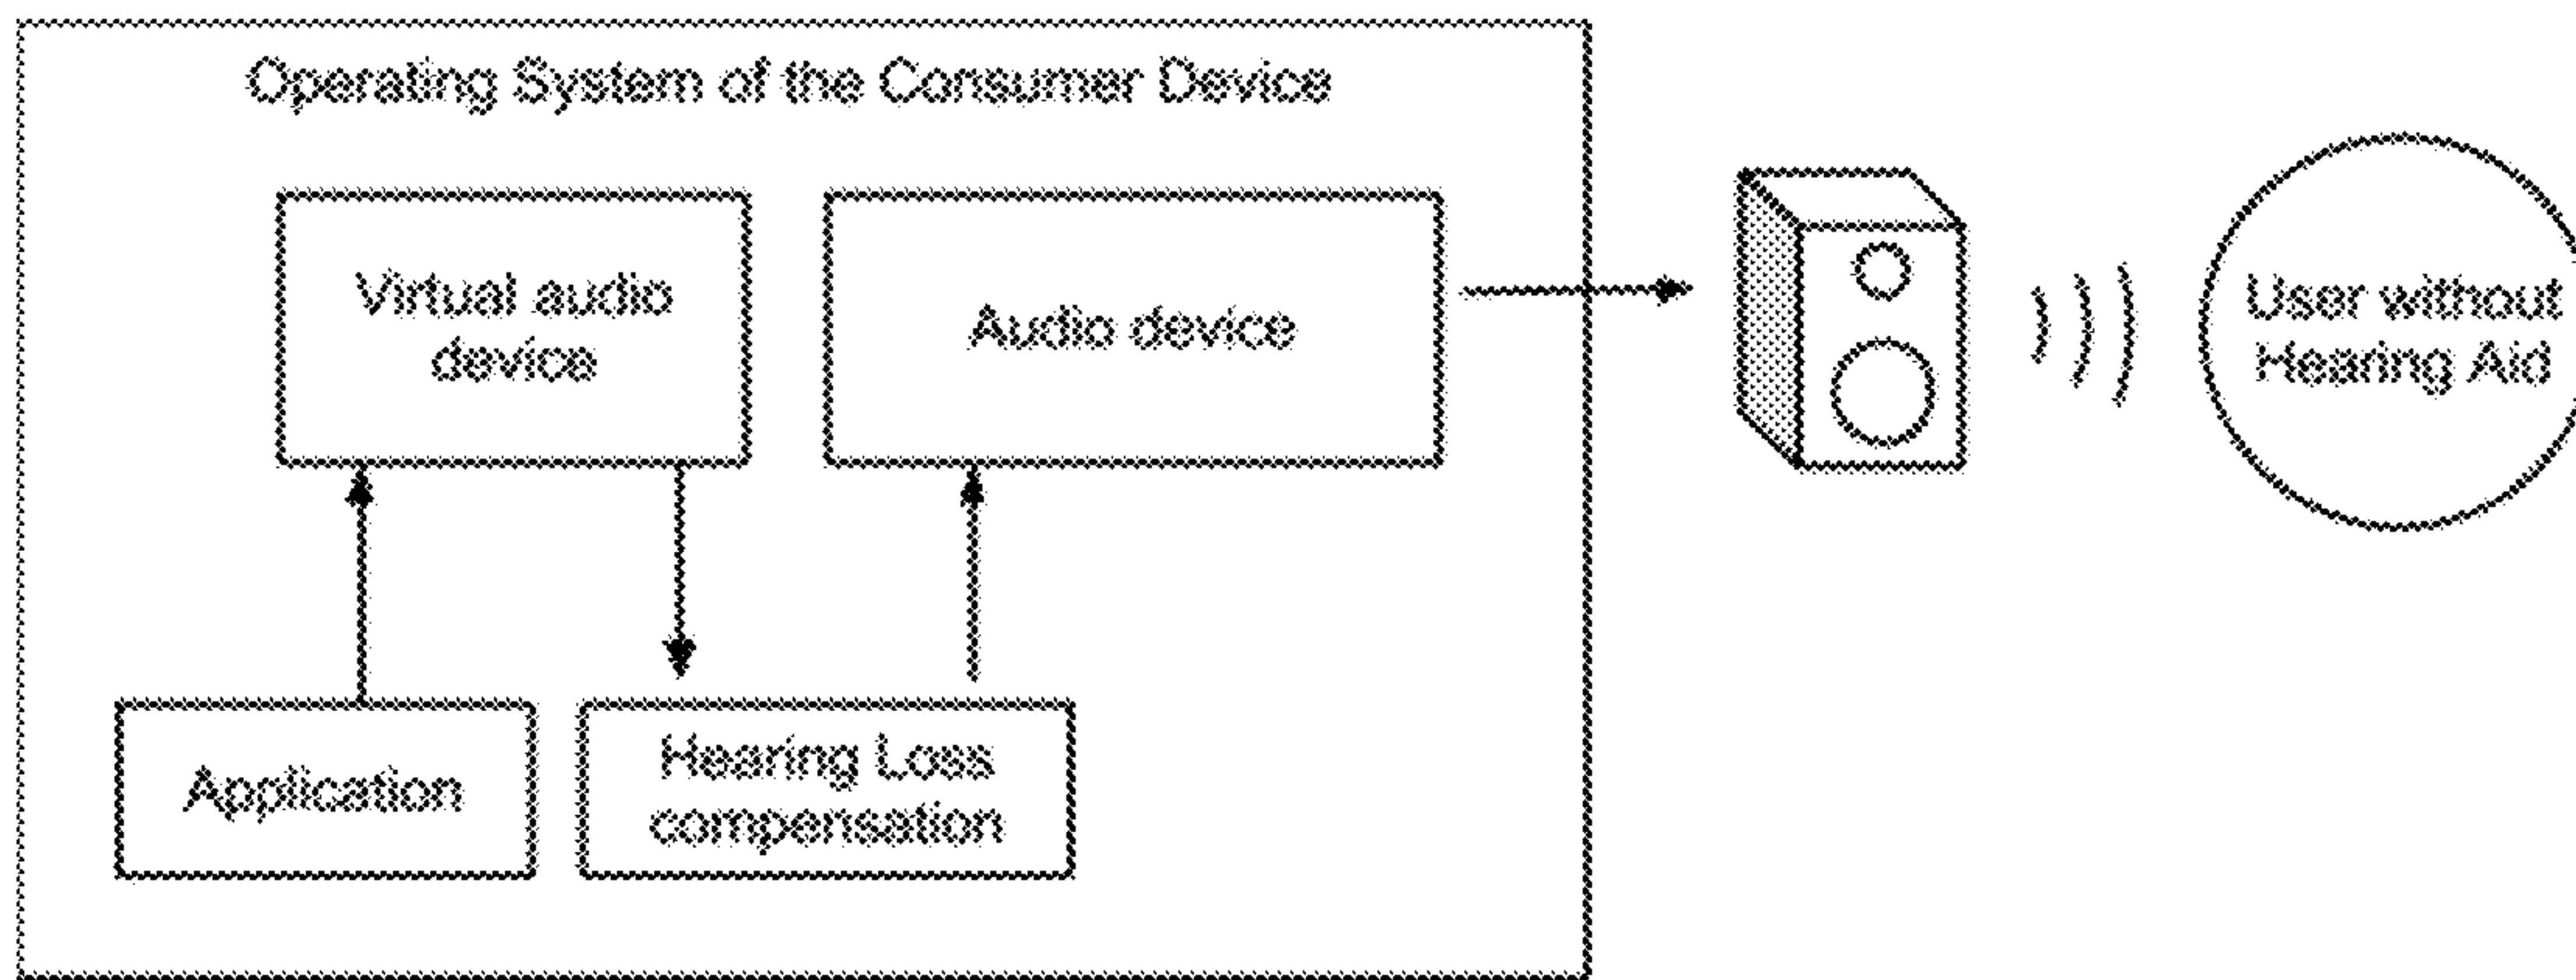 Operating System of the Consumer Device
Virtual audio
device
Audio device
User without
Hearing Aid
Application
Hearing Loss
compensation